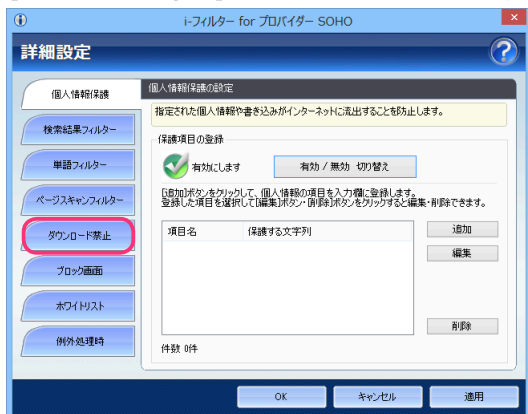 i-フィルター for プロバイダー SOHO
詳細設定
個人情報保護
検索結果フィルター
単語フィルター
ページスキャンフィルター
ダウンロード禁止
ブロック画面
ホワイトリスト
例外処理時
個人情報保護の設定
指定された個人情報や書き込みがインターネットに流出することを防止します。
保護項目の登録
有効にします
有効 / 無効 切り替え
[追加]ボタンをクリックして、個人情報の項目を入力欄に登録します。
登録した項目を選択して[編集]ボタン・[削除]ボタンをクリックすると編集・削除できます。
項目名 保護する文字列
追加
編集
削除
件数 0件
OK キャンセル 適用